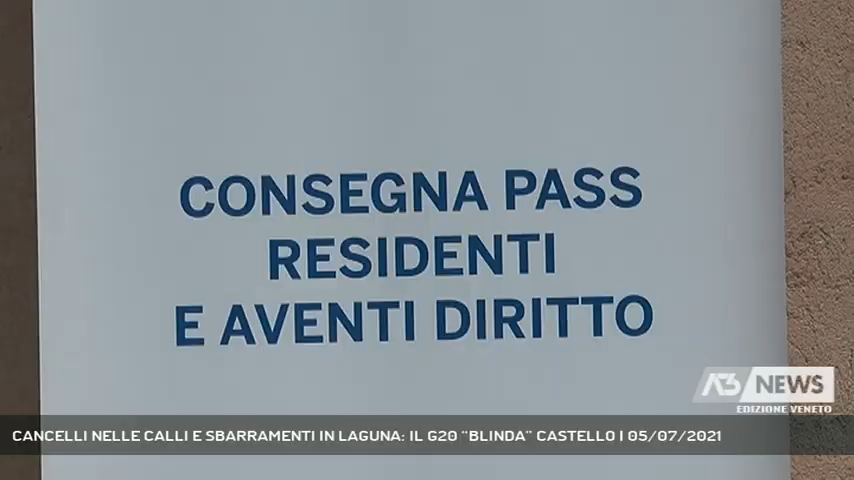 CONSEGNA PASS
RESIDENTI
E AVENTI DIRITTO
A3 NEWS
EDIZIONE VENETO
CANCELLI NELLE CALLI E SBARRAMENTI IN LAGUNA: IL G20 “BLINDA” CASTELLO | 05/07/2021